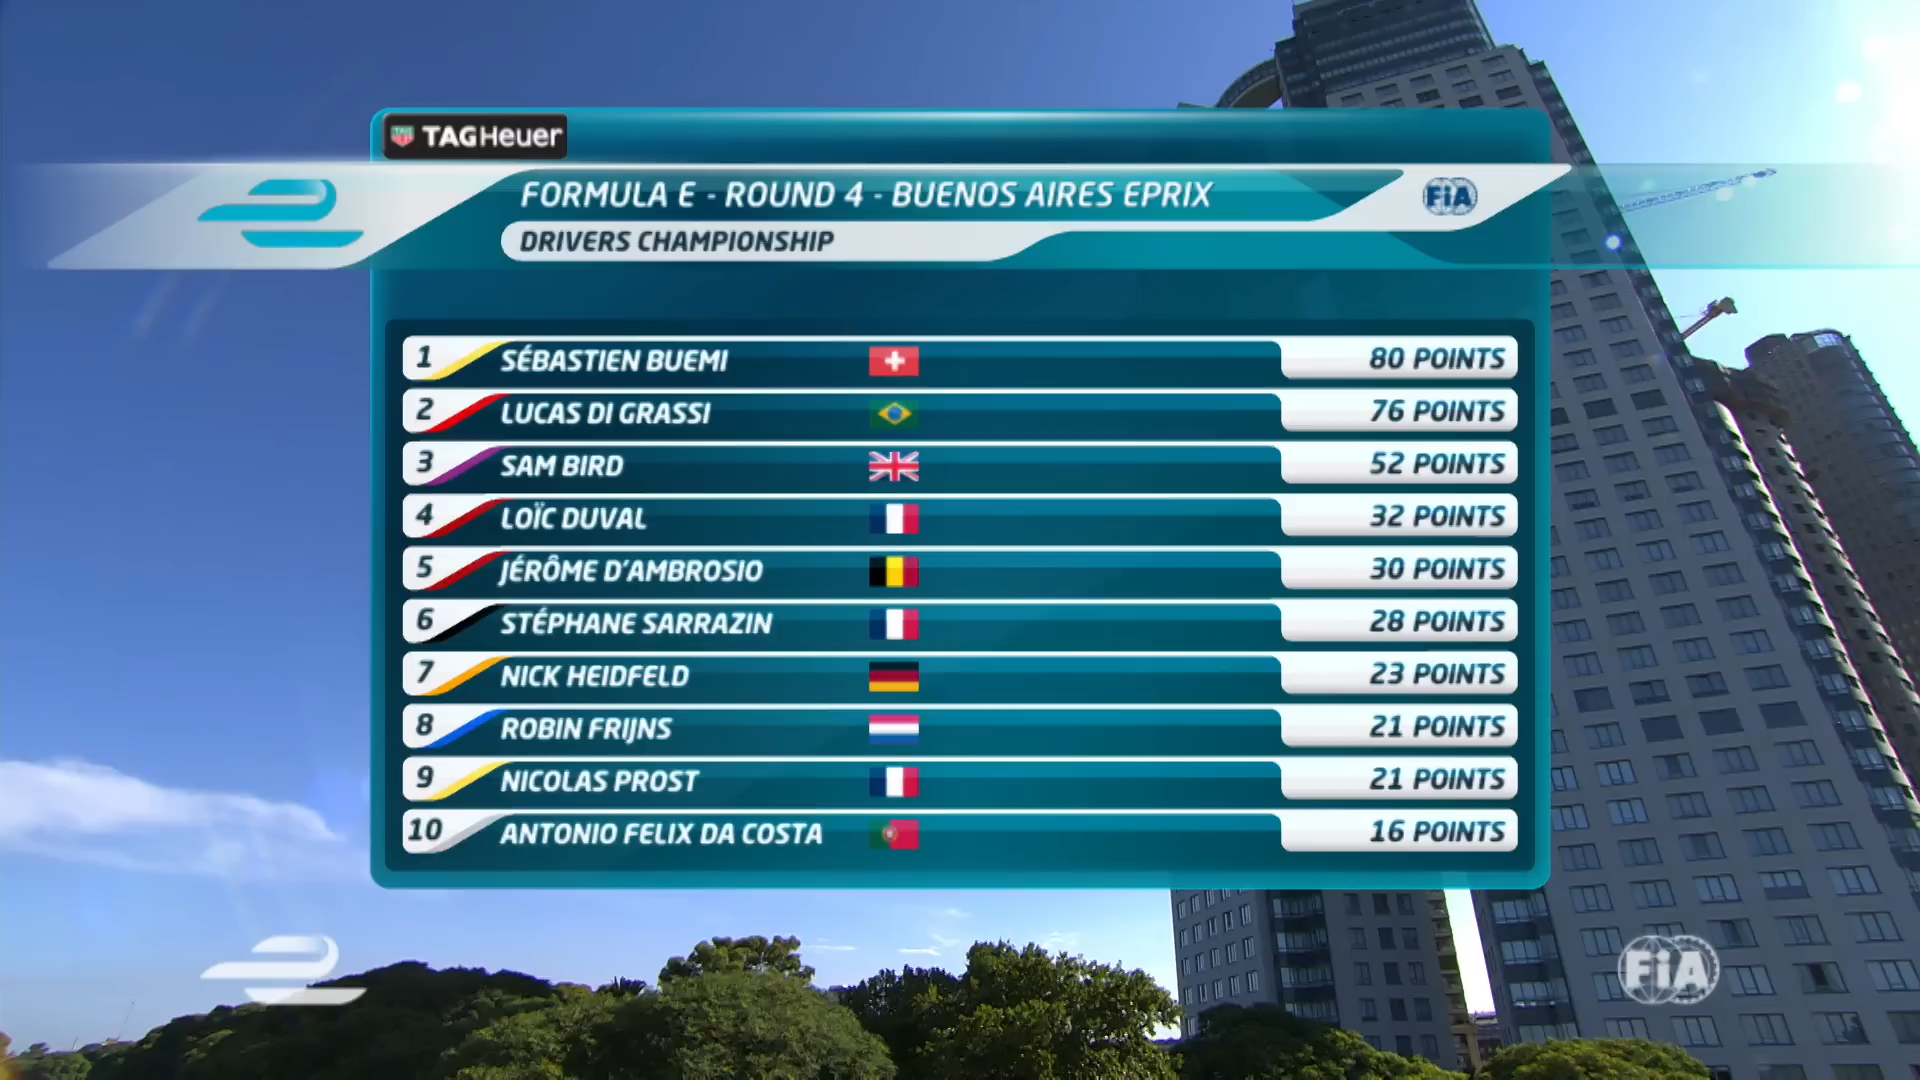 TAGHeuer
FORMULA E - ROUND 4 - BUENOS AIRES EPRIX
FiA
DRIVERS CHAMPIONSHIP
1 SÉBASTIEN BUEMI 80 POINTS
2 LUCAS DI GRASSI 76 POINTS
3 SAM BIRD 52 POINTS
4 LOÏC DUVAL 32 POINTS
5 JÉRÔME D'AMBROSIO 30 POINTS
6 STÉPHANE SARRAZIN 28 POINTS
7 NICK HEIDFELD 23 POINTS
8 ROBIN FRIJNS 21 POINTS
9 NICOLAS PROST 21 POINTS
10 ANTONIO FELIX DA COSTA 16 POINTS
FiA